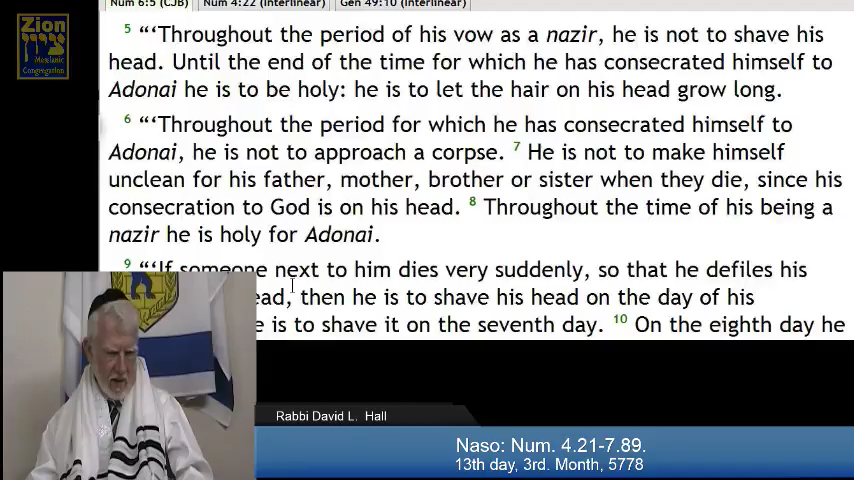 Num 6:5 (CJB) Num 4:22 (Interlinear) Gen 49:10 (Interlinear)
Zion
ציון
Messianic
Congregation
5 “‘Throughout the period of his vow as a nazir, he is not to shave his
head. Until the end of the time for which he has consecrated himself to
Adonai he is to be holy: he is to let the hair on his head grow long.
6 “‘Throughout the period for which he has consecrated himself to
Adonai, he is not to approach a corpse. 7 He is not to make himself
unclean for his father, mother, brother or sister when they die, since his
consecration to God is on his head. 8 Throughout the time of his being a
nazir he is holy for Adonai.
9 “‘If someone next to him dies very suddenly, so that he defiles his
ead, then he is to shave his head on the day of his
e is to shave it on the seventh day. 10 On the eighth day he
Rabbi David L. Hall
Naso: Num. 4.21-7.89.
13th day, 3rd. Month, 5778